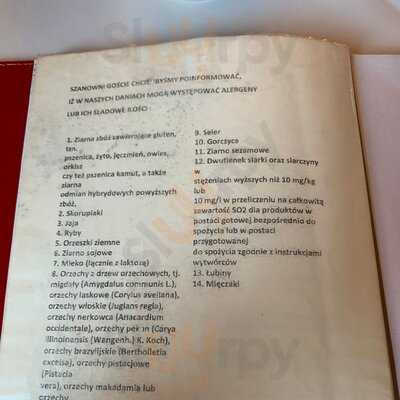 SZANOWNI GOŚCIE CHCIELIBYŚMY POINFORMOWAĆ,
IŻ W NASZYCH DANIACH MOGĄ WYSTĘPOWAĆ ALERGENY
LUB ICH ŚLADOWE ILOŚCI :
1. Ziarna zbóż zawierające gluten,
tzn.
pszenica, żyto, jęczmień, owies,
orkisz
czy też pszenica kamut, a także
ziarna
odmian hybrydowych powyższych
zbóż,
2. Skorupiaki
3. Jaja
4. Ryby
5. Orzeszki ziemne
6. Ziarno sojowe
7. Mleko (łącznie z laktozą)
8. Orzechy z drzew orzechowych, tj.
migdały (Amygdalus communis L.),
orzechy laskowe (Corylus avellana),
orzechy włoskie (Juglans regia),
orzechy nerkowca (Anacardium
occidentale), orzechy pekan (Carya
illinoinensis (Wangenh.) K. Koch),
orzechy brazylijskie (Bertholletia
excelsa), orzechy pistacjowe
(Pistacia
vera), orzechy makadamia lub
orzechy
9. Seler
10. Gorczyca
11. Ziarno sezamowe
12. Dwutlenek siarki oraz siarczyny
w
stężeniach wyższych niż 10 mg/kg
lub
10 mg/l w przeliczeniu na całkowitą
zawartość SO2 dla produktów w
postaci gotowej bezpośrednio do
spożycia lub w postaci
przygotowanej
do spożycia zgodnie z instrukcjami
wytwórców
13. Łubiny
14. Mięczaki